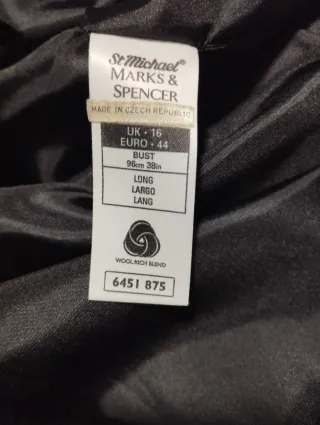 St Michael®
MARKS &
SPENCER
MADE IN CZECH REPUBLIC
UK • 16
EURO • 44
BUST
96cm 38in
LONG
LARGO
LANG
WOOL RICH BLEND
6451 875